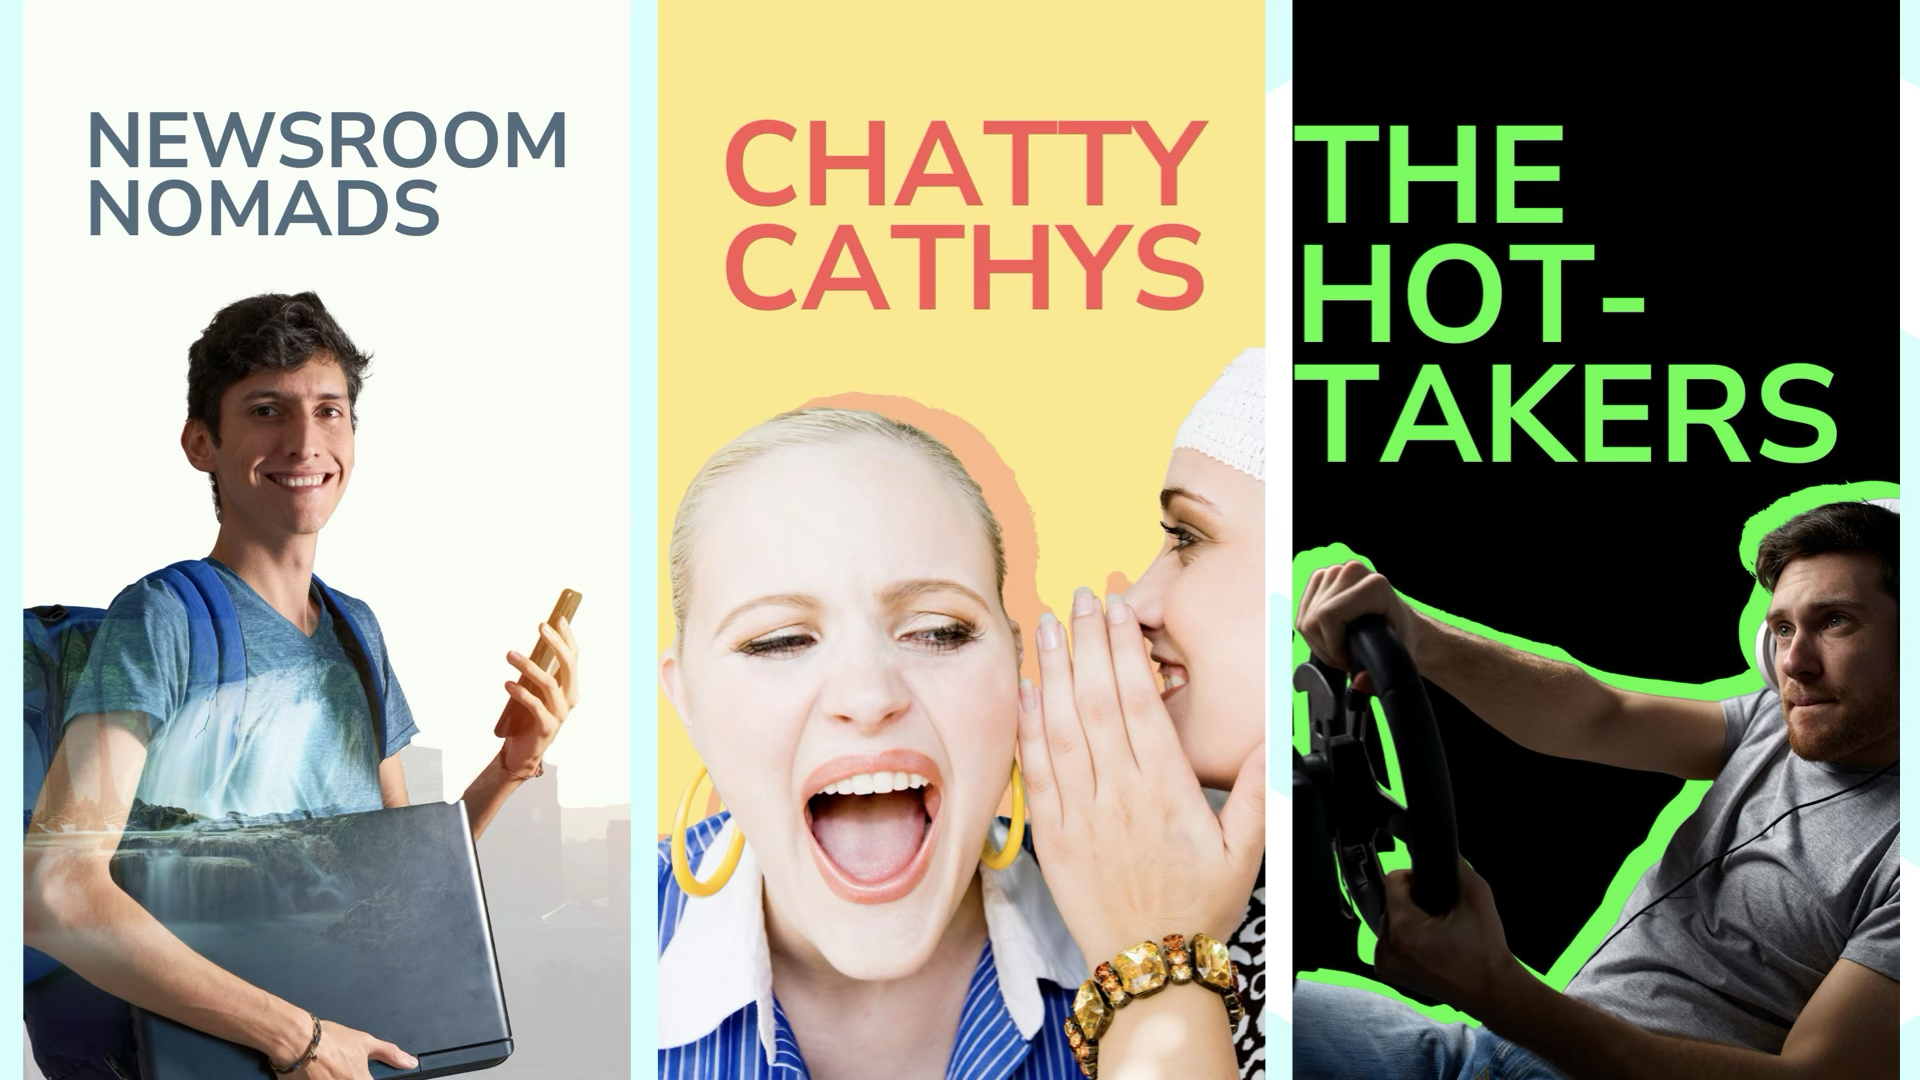 NEWSROOM
NOMADS
CHATTY
CATHYS
THE
HOT-
TAKERS